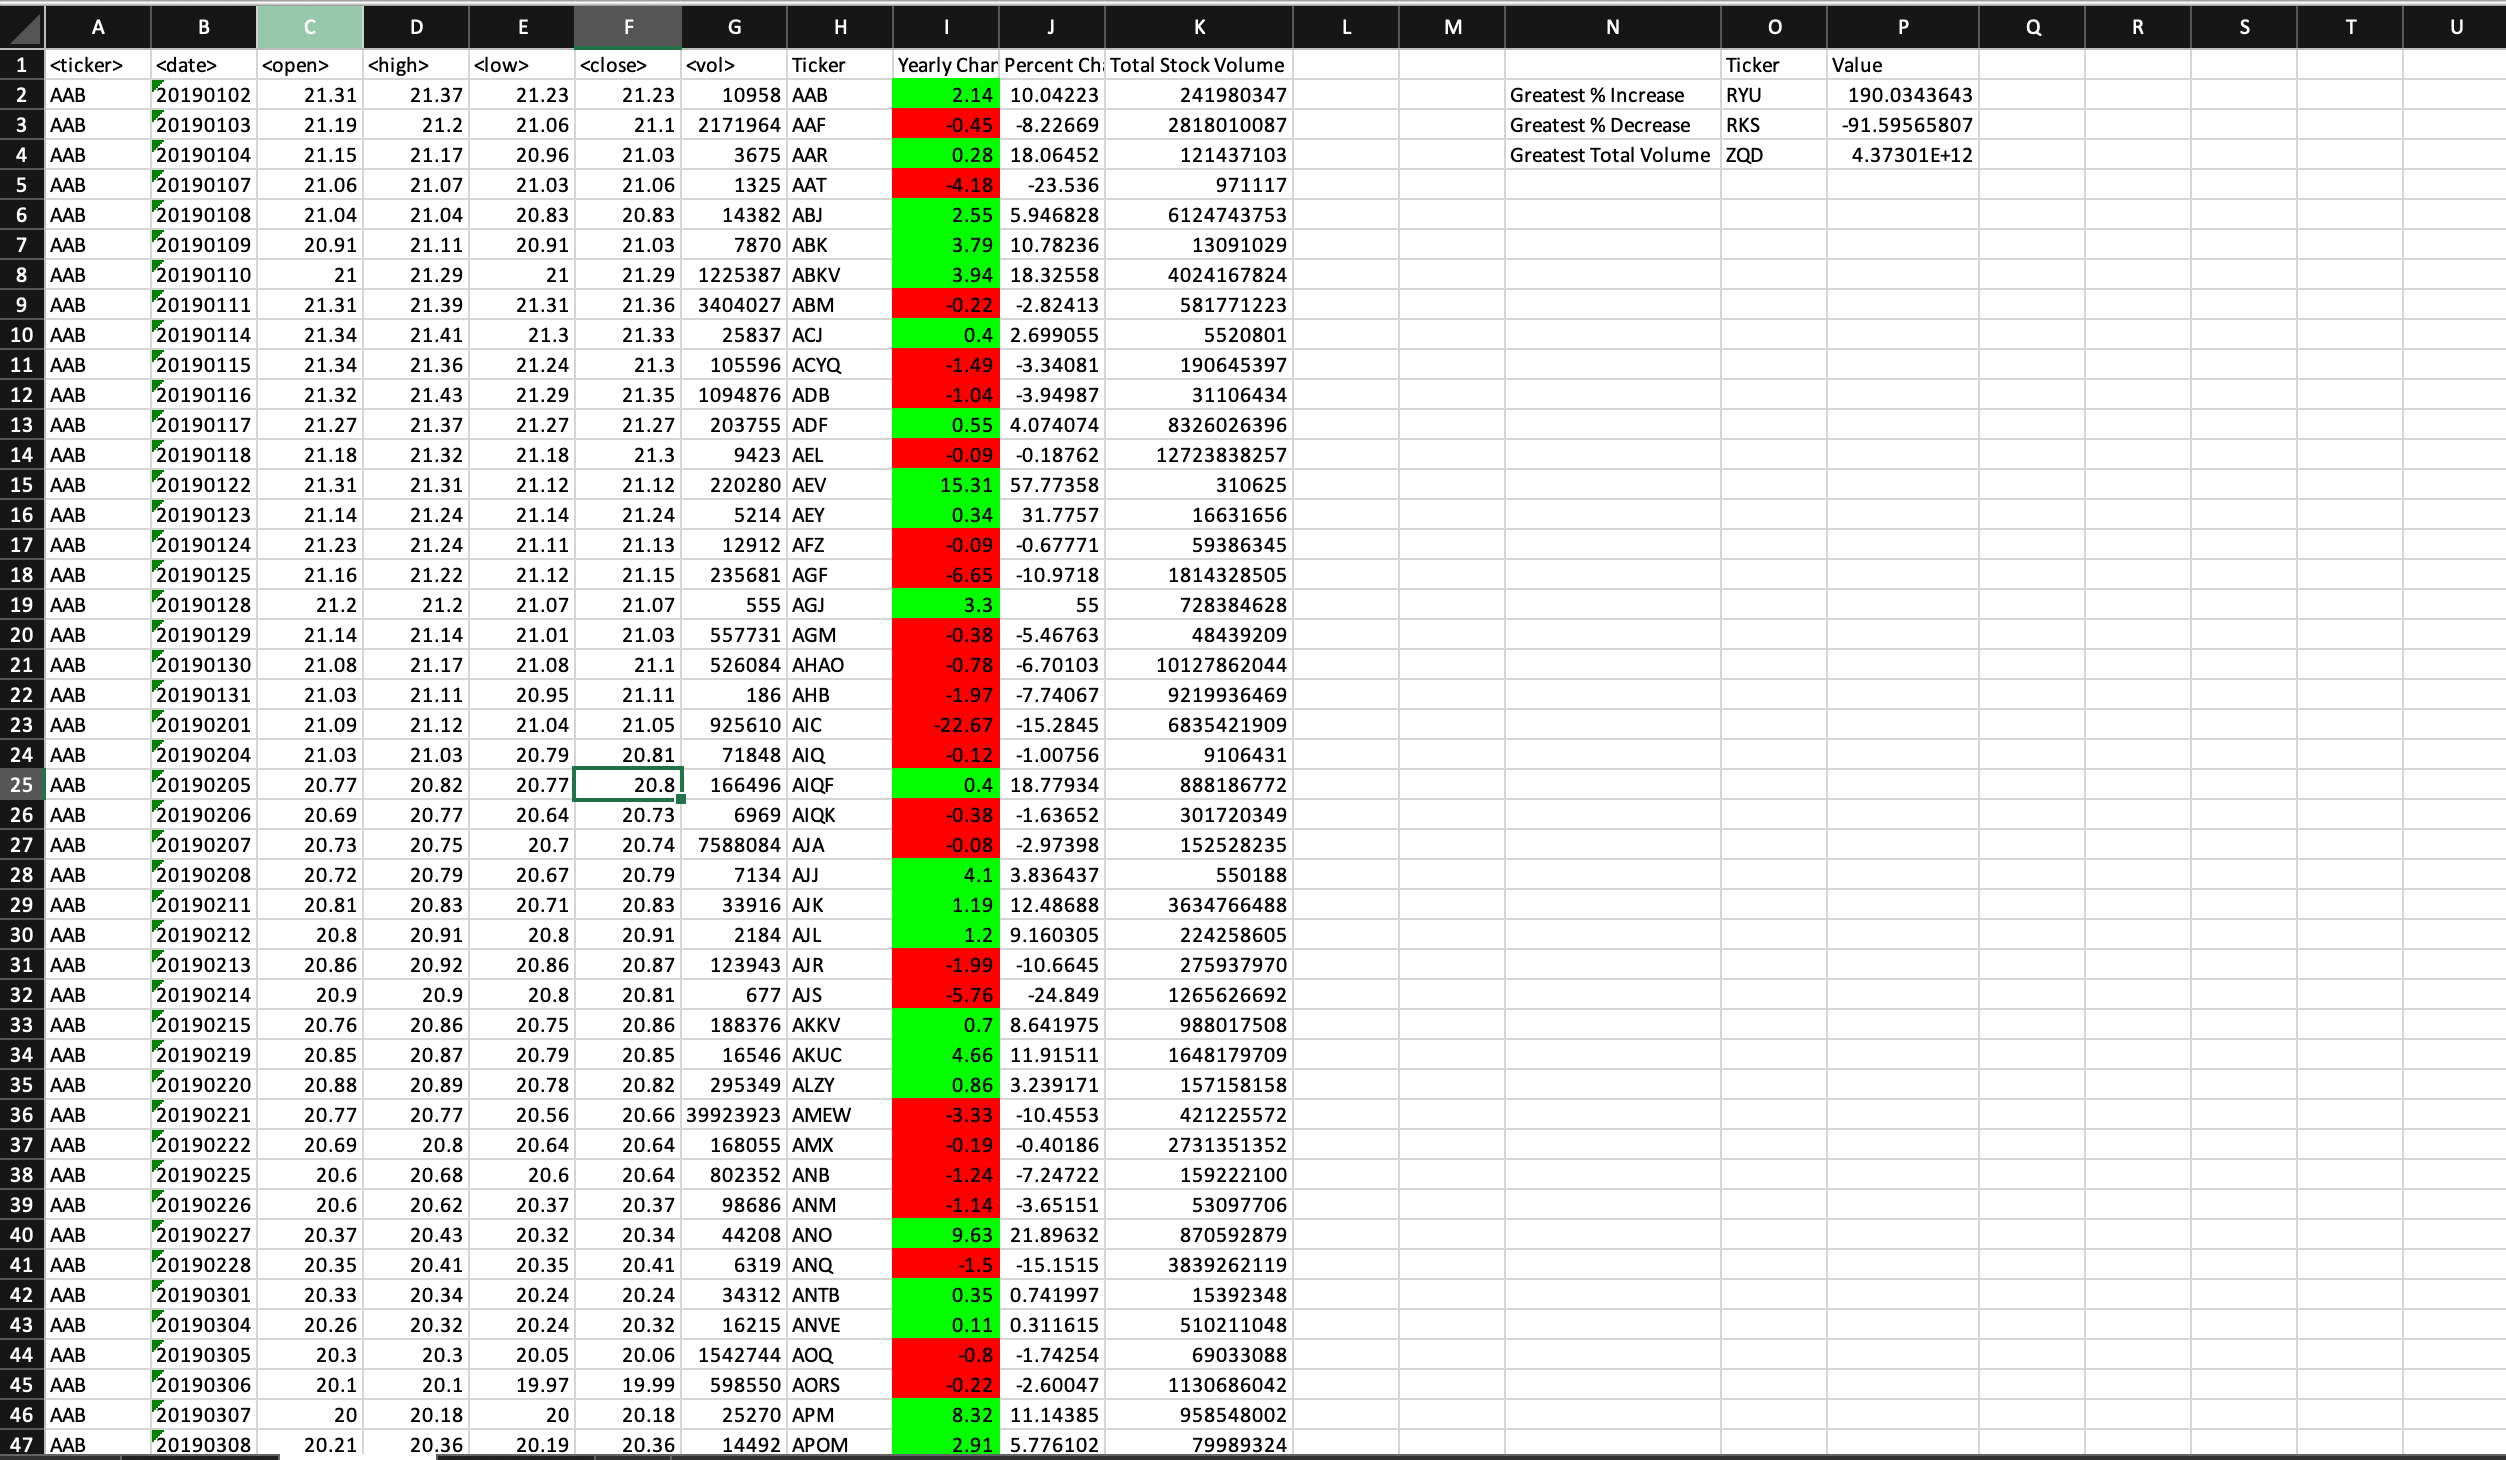 A B C D E F G H I J K L M N O P Q R S T U
1 <ticker> <date> <open> <high> <low> <close> <vol> Ticker Yearly Char Percent Ch Total Stock Volume Ticker Value
2 AAB 20190102 21.31 21.37 21.23 21.23 10958 AAB 2.14 10.04223 241980347 Greatest % Increase RYU 190.0343643
3 AAB 20190103 21.19 21.2 21.06 21.1 2171964 AAF -0.45 -8.22669 2818010087 Greatest % Decrease RKS -91.59565807
4 AAB 20190104 21.15 21.17 20.96 21.03 3675 AAR 0.28 18.06452 121437103 Greatest Total Volume ZQD 4.37301E+12
5 AAB 20190107 21.06 21.07 21.03 21.06 1325 AAT -4.18 -23.536 971117
6 AAB 20190108 21.04 21.04 20.83 20.83 14382 ABJ 2.55 5.946828 6124743753
7 AAB 20190109 20.91 21.11 20.91 21.03 7870 ABK 3.79 10.78236 13091029
8 AAB 20190110 21 21.29 21 21.29 1225387 ABKV 3.94 18.32558 4024167824
9 AAB 20190111 21.31 21.39 21.31 21.36 3404027 ABM -0.22 -2.82413 581771223
10 AAB 20190114 21.34 21.41 21.3 21.33 25837 ACJ 0.4 2.699055 5520801
11 AAB 20190115 21.34 21.36 21.24 21.3 105596 ACYQ -1.49 -3.34081 190645397
12 AAB 20190116 21.32 21.43 21.29 21.35 1094876 ADB -1.04 -3.94987 31106434
13 AAB 20190117 21.27 21.37 21.27 21.27 203755 ADF 0.55 4.074074 8326026396
14 AAB 20190118 21.18 21.32 21.18 21.3 9423 AEL -0.09 -0.18762 12723838257
15 AAB 20190122 21.31 21.31 21.12 21.12 220280 AEV 15.31 57.77358 310625
16 AAB 20190123 21.14 21.24 21.14 21.24 5214 AEY 0.34 31.7757 16631656
17 AAB 20190124 21.23 21.24 21.11 21.13 12912 AFZ -0.09 -0.67771 59386345
18 AAB 20190125 21.16 21.22 21.12 21.15 235681 AGF -6.65 -10.9718 1814328505
19 AAB 20190128 21.2 21.2 21.07 21.07 555 AGJ 3.3 55 728384628
20 AAB 20190129 21.14 21.14 21.01 21.03 557731 AGM -0.38 -5.46763 48439209
21 AAB 20190130 21.08 21.17 21.08 21.1 526084 AHAO -0.78 -6.70103 10127862044
22 AAB 20190131 21.03 21.11 20.95 21.11 186 AHB -1.97 -7.74067 9219936469
23 AAB 20190201 21.09 21.12 21.04 21.05 925610 AIC -22.67 -15.2845 6835421909
24 AAB 20190204 21.03 21.03 20.79 20.81 71848 AIQ -0.12 -1.00756 9106431
25 AAB 20190205 20.77 20.82 20.77 20.8 166496 AIQF 0.4 18.77934 888186772
26 AAB 20190206 20.69 20.77 20.64 20.73 6969 AIQK -0.38 -1.63652 301720349
27 AAB 20190207 20.73 20.75 20.7 20.74 7588084 AJA -0.08 -2.97398 152528235
28 AAB 20190208 20.72 20.79 20.67 20.79 7134 AJJ 4.1 3.836437 550188
29 AAB 20190211 20.81 20.83 20.71 20.83 33916 AJK 1.19 12.48688 3634766488
30 AAB 20190212 20.8 20.91 20.8 20.91 2184 AJL 1.2 9.160305 224258605
31 AAB 20190213 20.86 20.92 20.86 20.87 123943 AJR -1.99 -10.6645 275937970
32 AAB 20190214 20.9 20.9 20.8 20.81 677 AJS -5.76 -24.849 1265626692
33 AAB 20190215 20.76 20.86 20.75 20.86 188376 AKKV 0.7 8.641975 988017508
34 AAB 20190219 20.85 20.87 20.79 20.85 16546 AKUC 4.66 11.91511 1648179709
35 AAB 20190220 20.88 20.89 20.78 20.82 295349 ALZY 0.86 3.239171 157158158
36 AAB 20190221 20.77 20.77 20.56 20.66 39923923 AMEW -3.33 -10.4553 421225572
37 AAB 20190222 20.69 20.8 20.64 20.64 168055 AMX -0.19 -0.40186 2731351352
38 AAB 20190225 20.6 20.68 20.6 20.64 802352 ANB -1.24 -7.24722 159222100
39 AAB 20190226 20.6 20.62 20.37 20.37 98686 ANM -1.14 -3.65151 53097706
40 AAB 20190227 20.37 20.43 20.32 20.34 44208 ANO 9.63 21.89632 870592879
41 AAB 20190228 20.35 20.41 20.35 20.41 6319 ANQ -1.5 -15.1515 3839262119
42 AAB 20190301 20.33 20.34 20.24 20.24 34312 ANTB 0.35 0.741997 15392348
43 AAB 20190304 20.26 20.32 20.24 20.32 16215 ANVE 0.11 0.311615 510211048
44 AAB 20190305 20.3 20.3 20.05 20.06 1542744 AOQ -0.8 -1.74254 69033088
45 AAB 20190306 20.1 20.1 19.97 19.99 598550 AORS -0.22 -2.60047 1130686042
46 AAB 20190307 20 20.18 20 20.18 25270 APM 8.32 11.14385 958548002
47 AAB 20190308 20.21 20.36 20.19 20.36 14492 APOM 2.91 5.776102 79989324